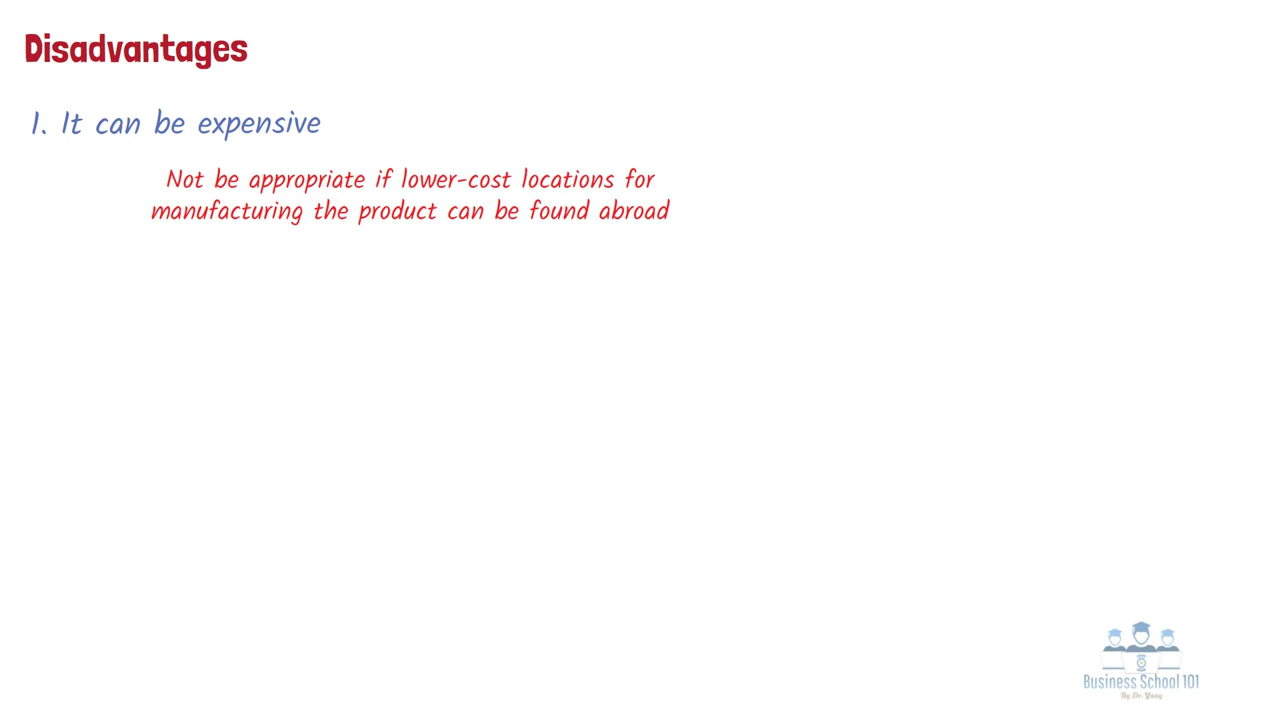 Disadvantages
1. It can be expensive
Not be appropriate if lower-cost locations for
manufacturing the product can be found abroad
Business School 101
By Dr. Yang